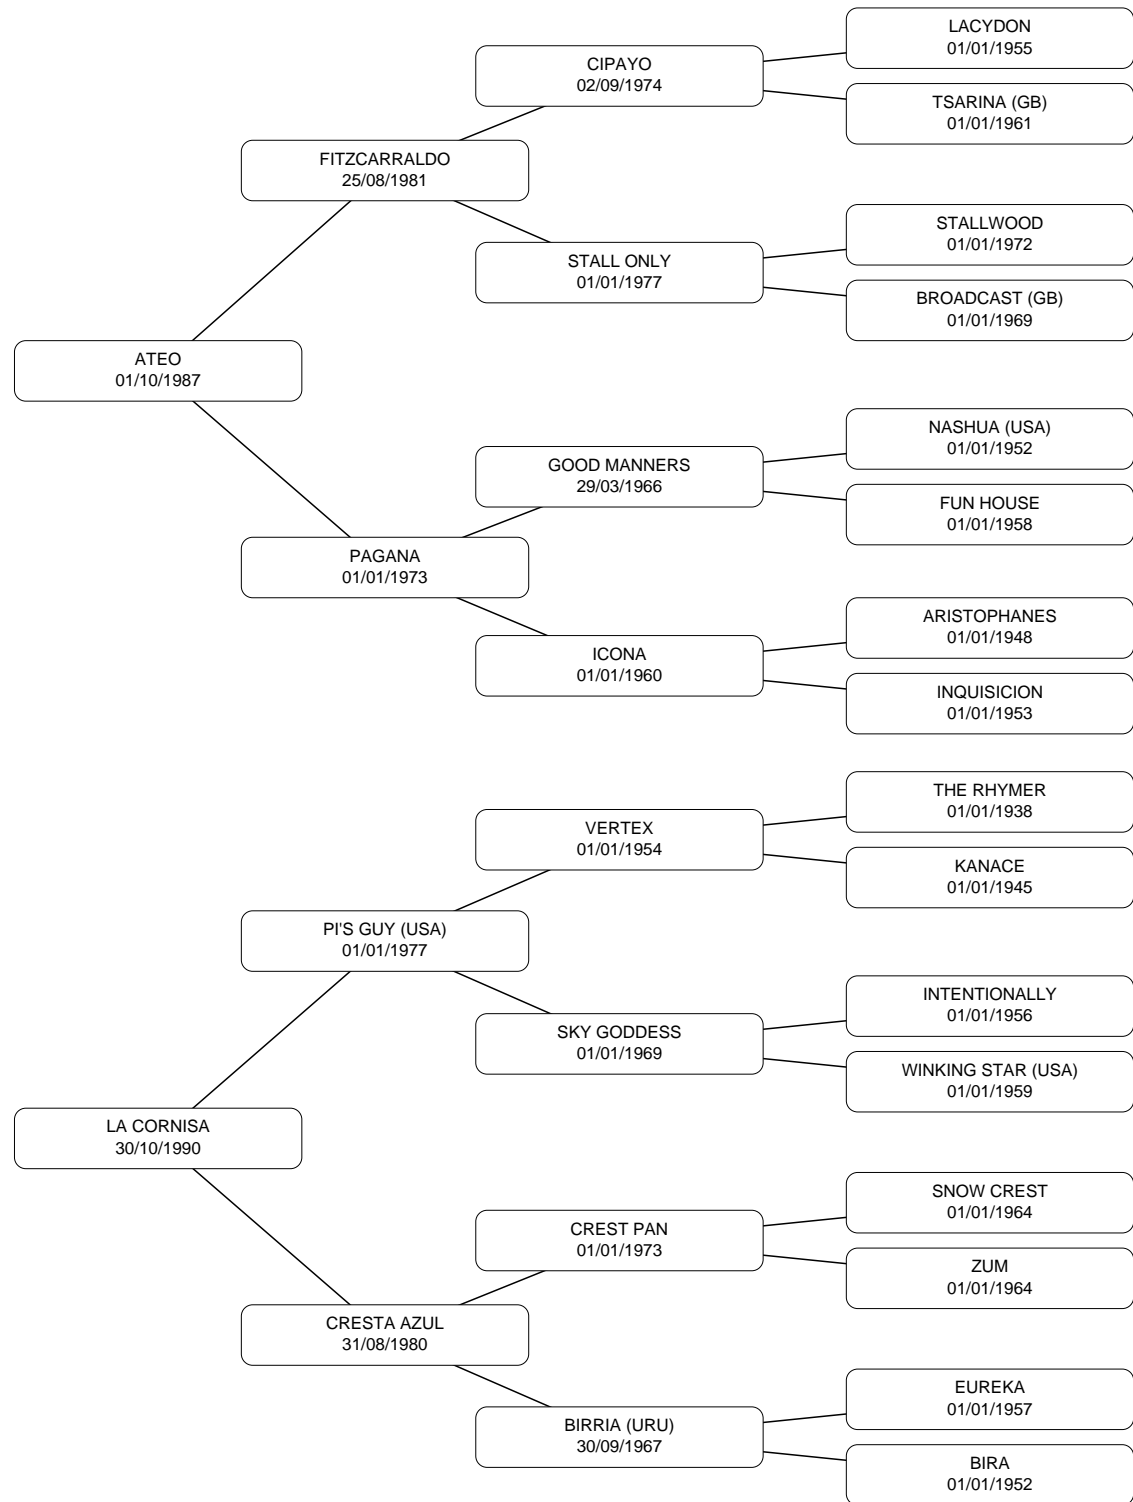 LACYDON
01/01/1955
CIPAYO
02/09/1974
TSARINA (GB)
01/01/1961
FITZCARRALDO
25/08/1981
STALLWOOD
01/01/1972
STALL ONLY
01/01/1977
BROADCAST (GB)
01/01/1969
ATEO
01/10/1987
NASHUA (USA)
01/01/1952
GOOD MANNERS
29/03/1966
FUN HOUSE
01/01/1958
PAGANA
01/01/1973
ARISTOPHANES
01/01/1948
ICONA
01/01/1960
INQUISICION
01/01/1953
THE RHYMER
01/01/1938
VERTEX
01/01/1954
KANACE
01/01/1945
PI'S GUY (USA)
01/01/1977
INTENTIONALLY
01/01/1956
SKY GODDESS
01/01/1969
WINKING STAR (USA)
01/01/1959
LA CORNISA
30/10/1990
SNOW CREST
01/01/1964
CREST PAN
01/01/1973
ZUM
01/01/1964
CRESTA AZUL
31/08/1980
EUREKA
01/01/1957
BIRRIA (URU)
30/09/1967
BIRA
01/01/1952